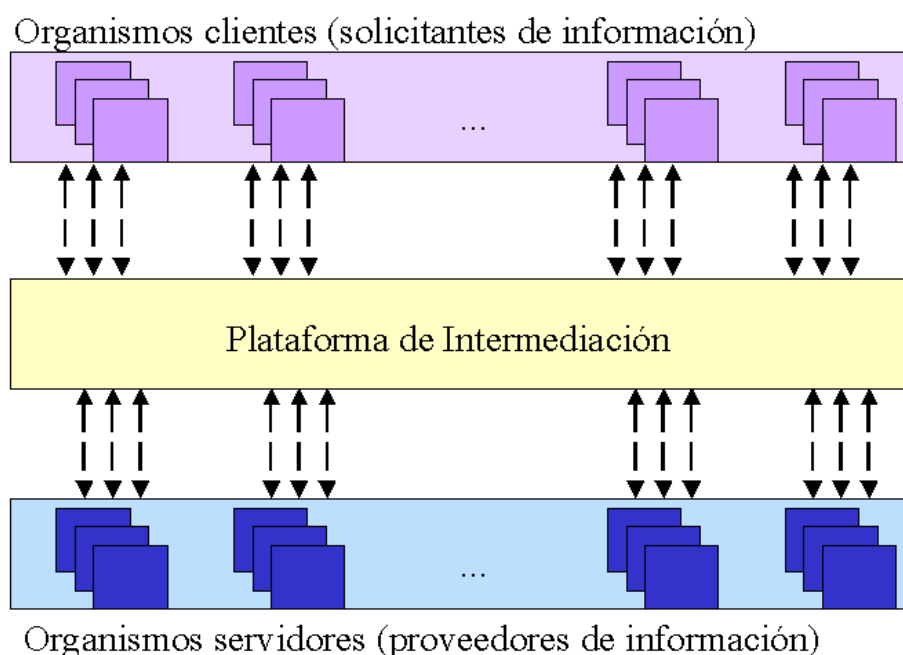 Organismos clientes (solicitantes de información)
...
Plataforma de Intermediación
...
Organismos servidores (proveedores de información)